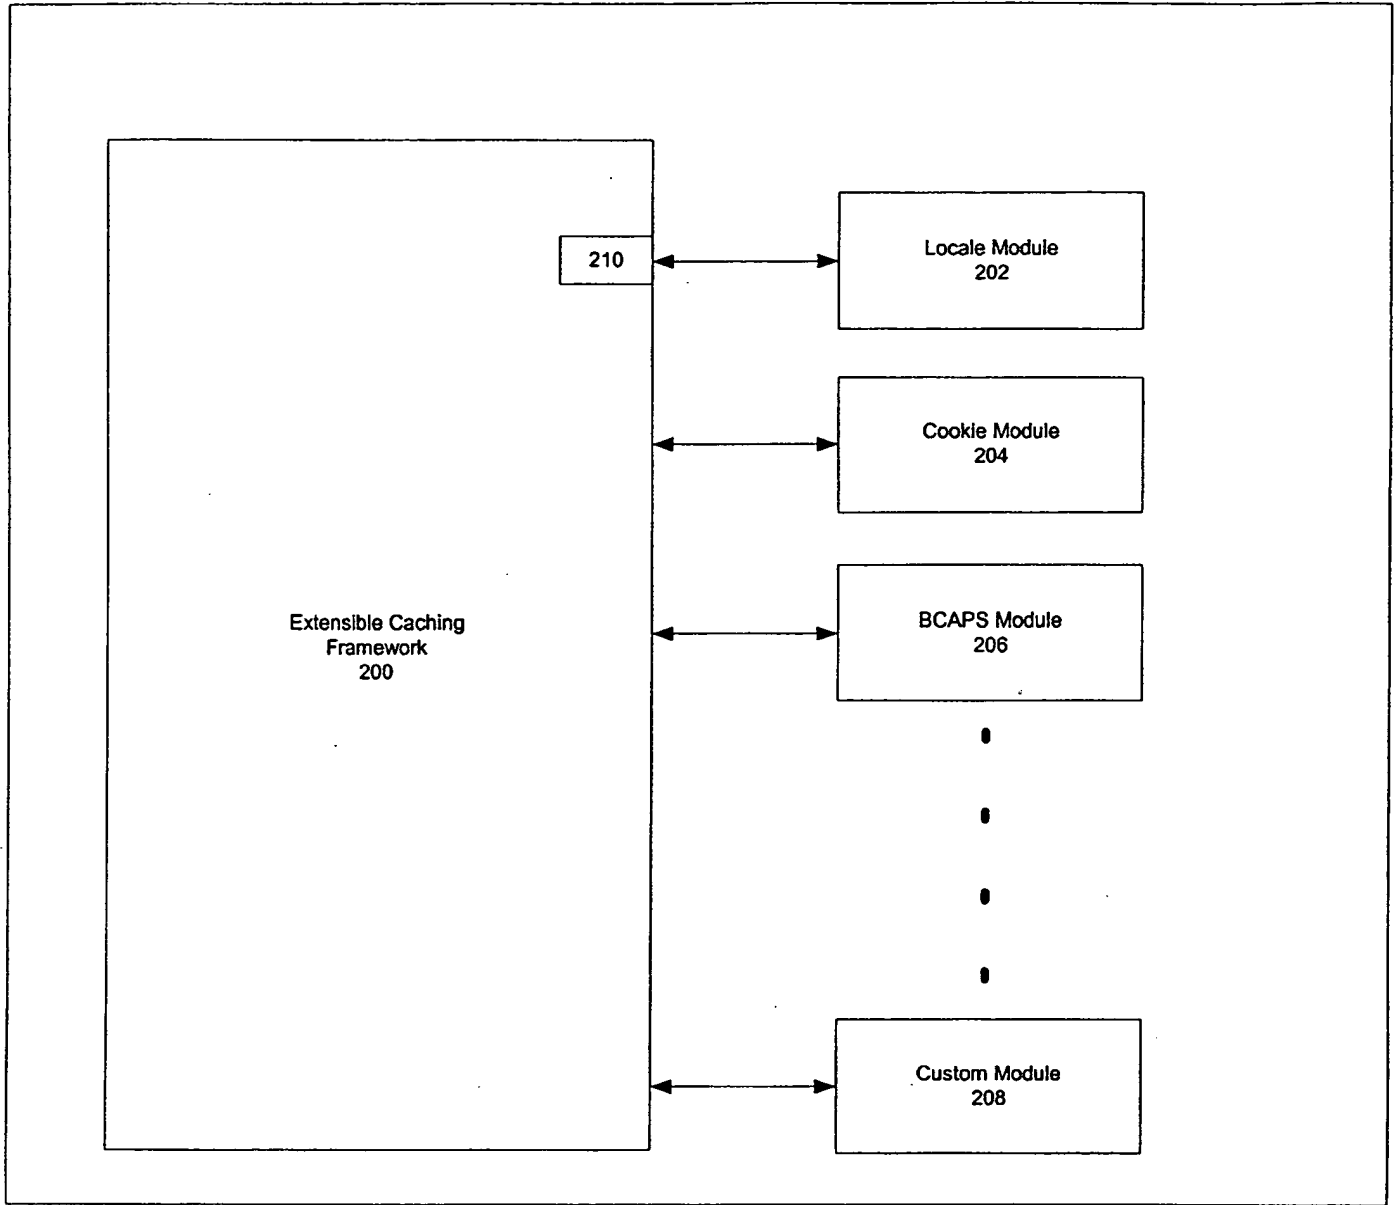 210
Locale Module
202
Cookie Module
204
Extensible Caching
Framework
200
BCAPS Module
206
Custom Module
208